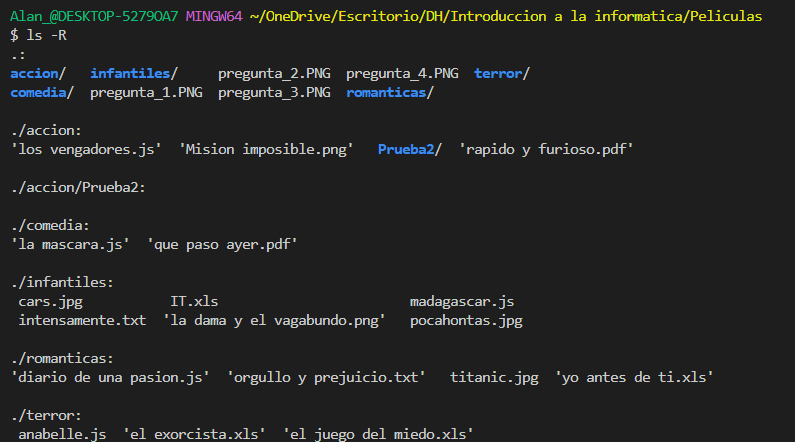 Alan_@DESKTOP-5279OA7 MINGW64 ~/OneDrive/Escritorio/DH/Introduccion a la informatica/Peliculas
$ ls -R
.:
accion/   infantiles/     pregunta_2.PNG  pregunta_4.PNG  terror/
comedia/  pregunta_1.PNG  pregunta_3.PNG  romanticas/

./accion:
'los vengadores.js'  'Mision imposible.png'   Prueba2/  'rapido y furioso.pdf'

./accion/Prueba2:

./comedia:
'la mascara.js'  'que paso ayer.pdf'

./infantiles:
 cars.jpg           IT.xls                        madagascar.js
 intensamente.txt  'la dama y el vagabundo.png'   pocahontas.jpg

./romanticas:
'diario de una pasion.js'  'orgullo y prejuicio.txt'   titanic.jpg  'yo antes de ti.xls'

./terror:
 anabelle.js  'el exorcista.xls'  'el juego del miedo.xls'